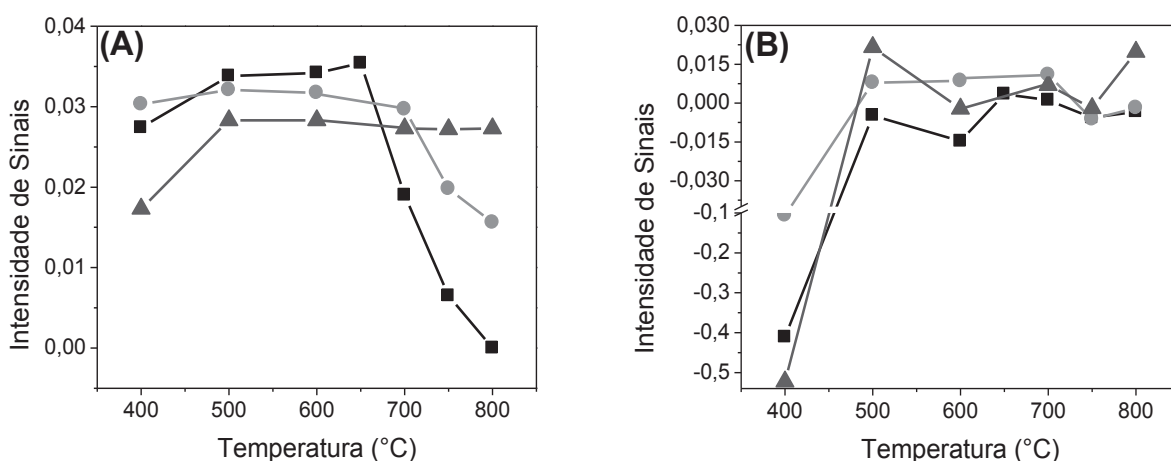 (A)
Intensidade de Sinais
0,04
0,03
0,02
0,01
0,00
400 500 600 700 800
Temperatura (°C)
(B)
Intensidade de Sinais
0,030
0,015
0,000
-0,015
-0,030
-0,1
-0,2
-0,3
-0,4
-0,5
400 500 600 700 800
Temperatura (°C)